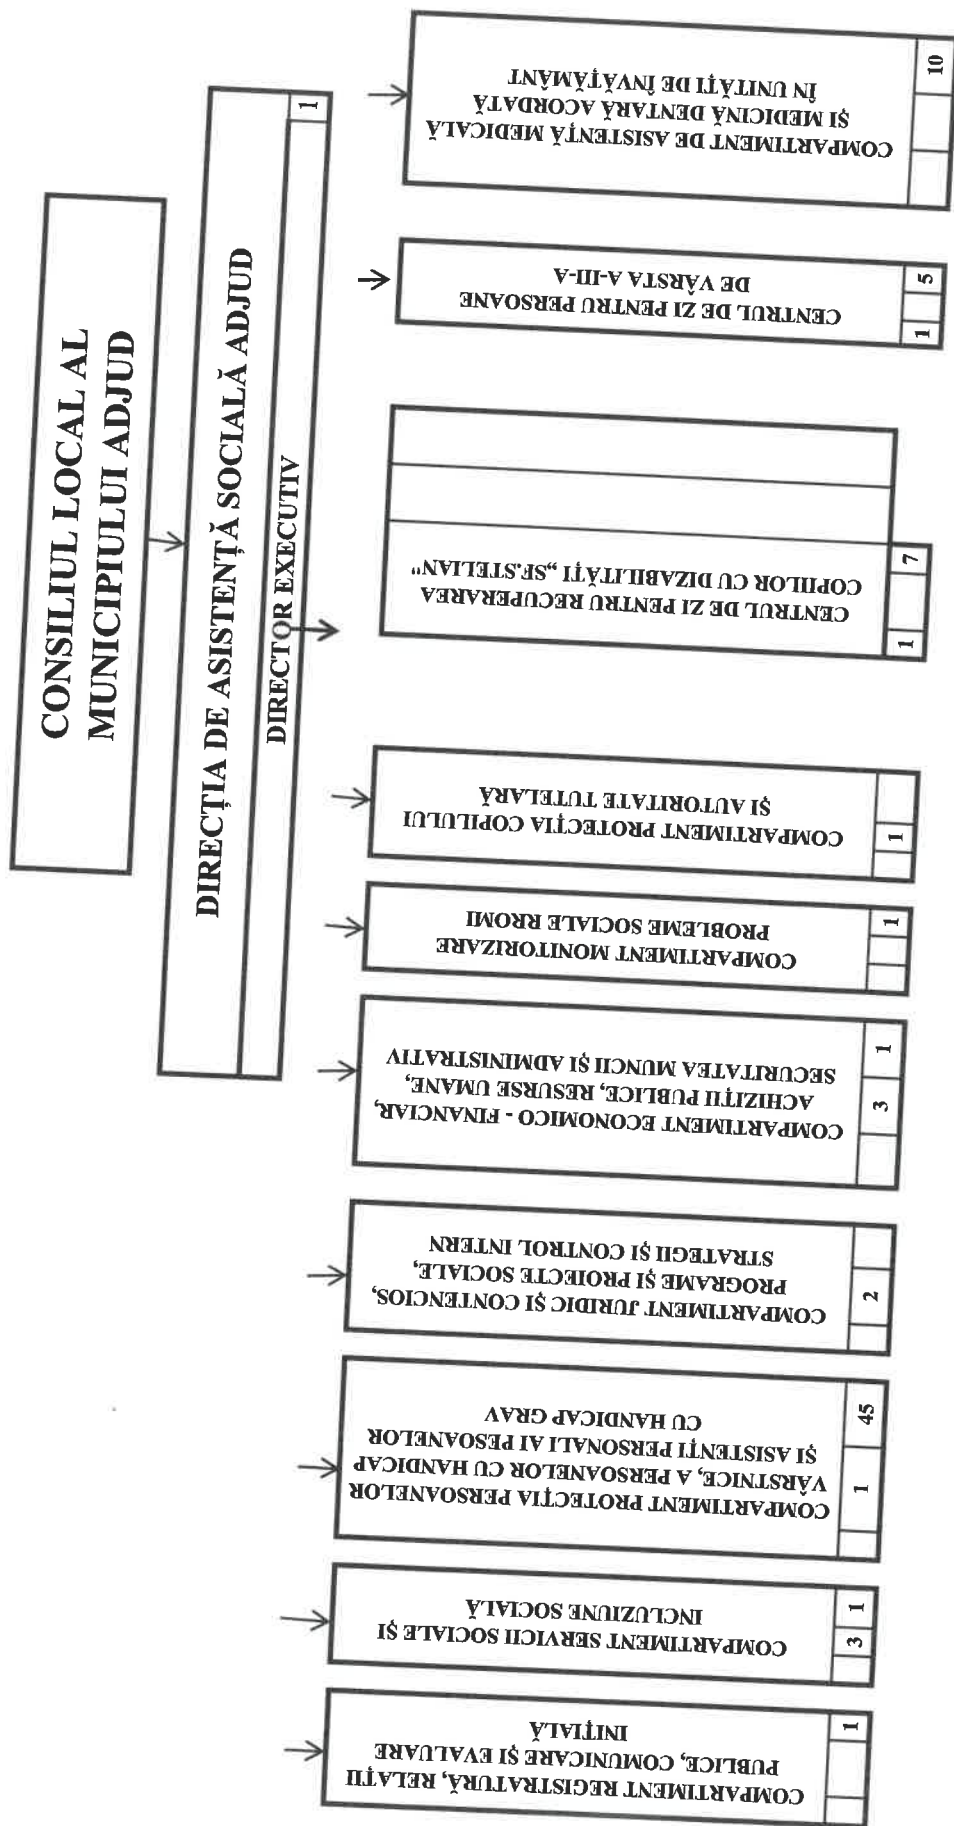 CONSILIUL LOCAL AL
MUNICIPIULUI ADJUD
DIRECȚIA DE ASISTENȚĂ SOCIALĂ ADJUD
DIRECTOR EXECUTIV
1
COMPARTIMENT REGISTRATURĂ, RELAȚII
PUBLICE, COMUNICARE ȘI EVALUARE
INIȚIALĂ
1
COMPARTIMENT SERVICII SOCIALE ȘI
INCLUZIUNE SOCIALĂ
3 1
COMPARTIMENT PROTECȚIA PERSOANELOR
VÂRSTNICE, A PERSOANELOR CU HANDICAP
ȘI ASISTENȚI PERSONALI AI PESOANELOR
CU HANDICAP GRAV
1 45
COMPARTIMENT JURIDIC ȘI CONTENCIOS,
PROGRAME ȘI PROIECTE SOCIALE,
STRATEGII ȘI CONTROL INTERN
2
COMPARTIMENT ECONOMICO - FINANCIAR,
ACHIZIȚII PUBLICE, RESURSE UMANE,
SECURITATEA MUNCII ȘI ADMINISTRATIV
3 1
COMPARTIMENT MONITORIZARE
PROBLEME SOCIALE RROMI
1
COMPARTIMENT PROTECȚIA COPILULUI
ȘI AUTORITATE TUTELARĂ
1
CENTRUL DE ZI PENTRU RECUPERAREA
COPIILOR CU DIZABILITĂȚI „SF.STELIAN"
1 7
CENTRUL DE ZI PENTRU PERSOANE
DE VÂRSTA A-III-A
1 5
COMPARTIMENT DE ASISTENȚĂ MEDICALĂ
ȘI MEDICINĂ DENTARĂ ACORDATĂ
ÎN UNITĂȚI DE ÎNVĂȚĂMÂNT
10